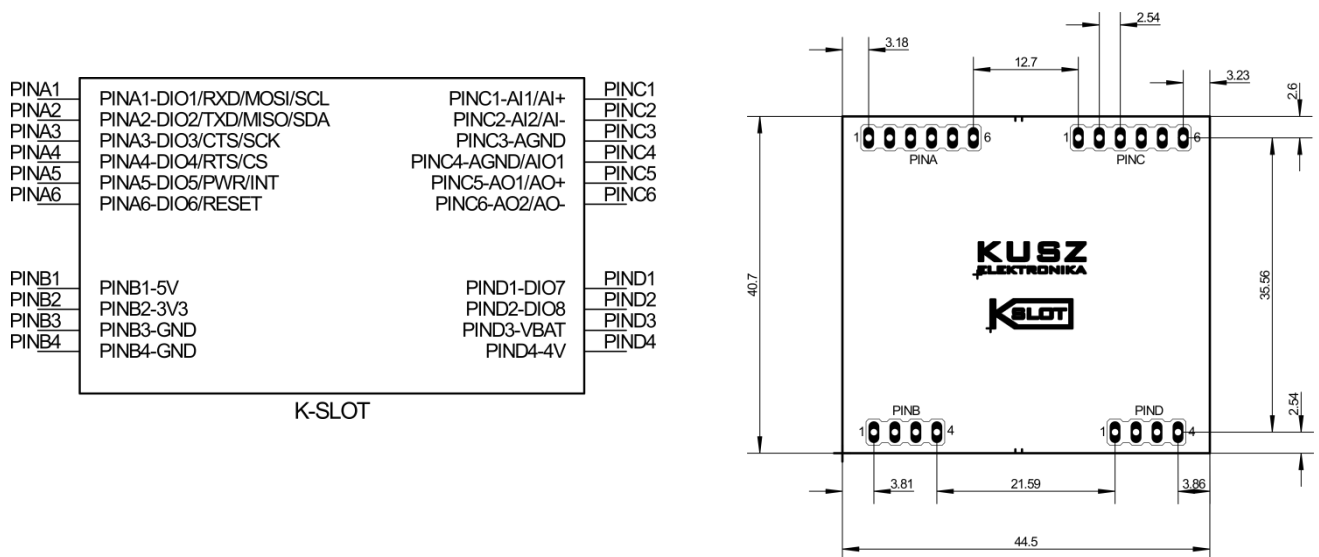 PINA1
PINA2
PINA3
PINA4
PINA5
PINA6
PINA1-DIO1/RXD/MOSI/SCL
PINA2-DIO2/TXD/MISO/SDA
PINA3-DIO3/CTS/SCK
PINA4-DIO4/RTS/CS
PINA5-DIO5/PWR/INT
PINA6-DIO6/RESET
PINC1-AI1/AI+
PINC2-AI2/AI-
PINC3-AGND
PINC4-AGND/AIO1
PINC5-AO1/AO+
PINC6-AO2/AO-
PINC1
PINC2
PINC3
PINC4
PINC5
PINC6
PINB1
PINB2
PINB3
PINB4
PINB1-5V
PINB2-3V3
PINB3-GND
PINB4-GND
PIND1-DIO7
PIND2-DIO8
PIND3-VBAT
PIND4-4V
PIND1
PIND2
PIND3
PIND4
K-SLOT
2.54
3.18
12.7
3.23
2.6
1 6
PINA
1 6
PINC
40.7
35.56
KUSZ
ELEKTRONIKA
KSLOT
PINB
1 4
PIND
1 4
2.54
3.81
21.59
3.86
44.5